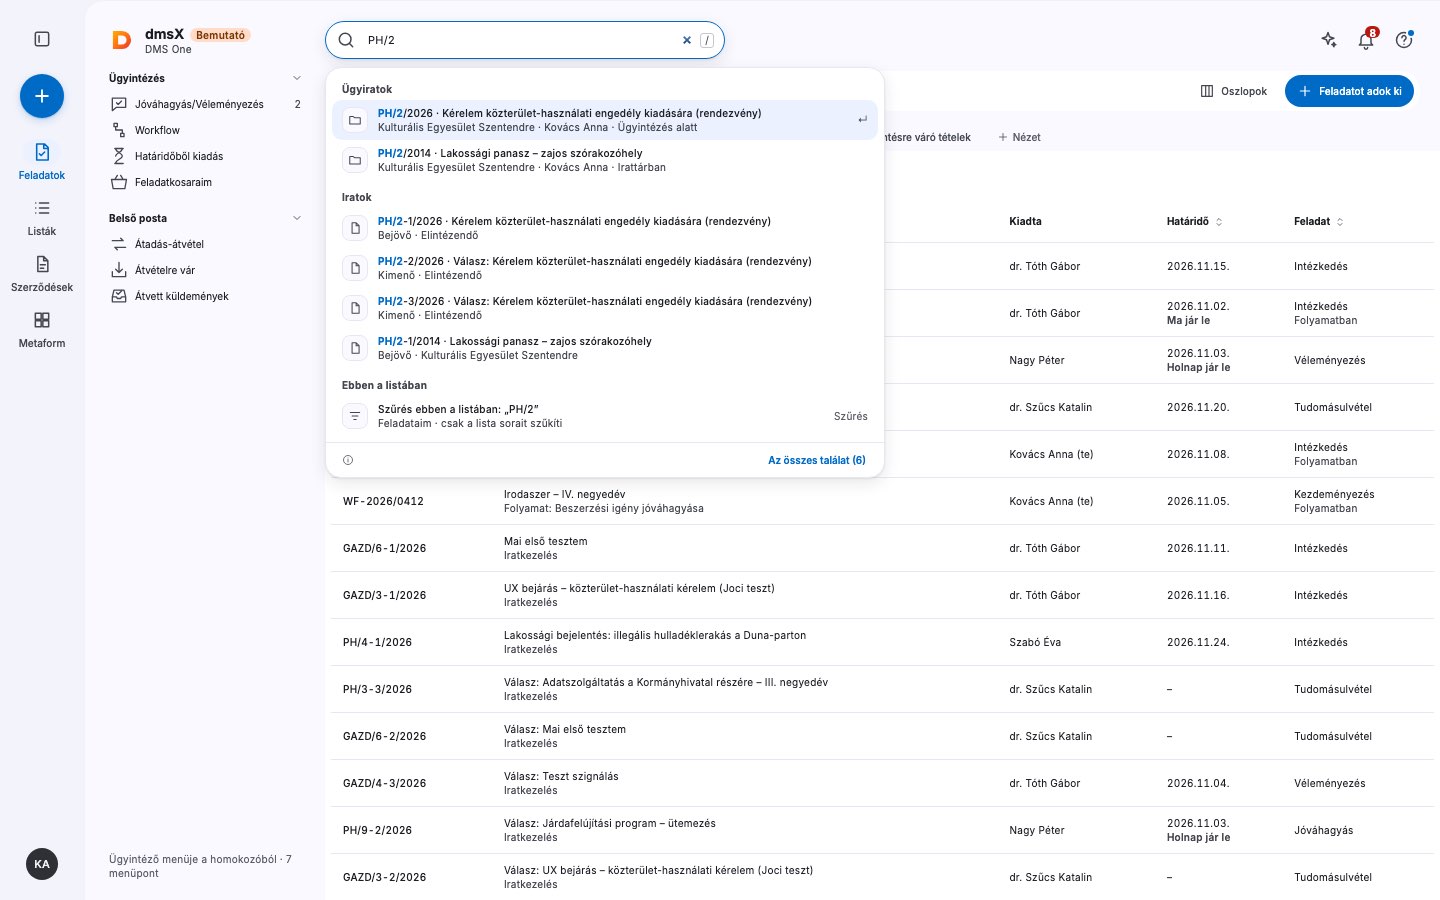 dmsX Bemutató
DMS One
PH/2
/
8
Ügyintézés
Jóváhagyás/Véleményezés 2
Workflow
Határidőből kiadás
Feladatkosaraim
Belső posta
Átadás-átvétel
Átvételre vár
Átvett küldemények
Feladatok
Listák
Szerződések
Metaform
KA
Ügyintéző menüje a homokozóból · 7
menüpont
Oszlopok
Feladatot adok ki
ntésre váró tételek
Nézet
Ügyiratok
PH/2/2026 · Kérelem közterület-használati engedély kiadására (rendezvény)
Kulturális Egyesület Szentendre · Kovács Anna · Ügyintézés alatt
PH/2/2014 · Lakossági panasz – zajos szórakozóhely
Kulturális Egyesület Szentendre · Kovács Anna · Irattárban
Iratok
PH/2-1/2026 · Kérelem közterület-használati engedély kiadására (rendezvény)
Bejövő · Elintézendő
PH/2-2/2026 · Válasz: Kérelem közterület-használati engedély kiadására (rendezvény)
Kimenő · Elintézendő
PH/2-3/2026 · Válasz: Kérelem közterület-használati engedély kiadására (rendezvény)
Kimenő · Elintézendő
PH/2-1/2014 · Lakossági panasz – zajos szórakozóhely
Bejövő · Kulturális Egyesület Szentendre
Ebben a listában
Szűrés ebben a listában: „PH/2”
Feladataim · csak a lista sorait szűkíti
Szűrés
Az összes találat (6)
Kiadta Határidő Feladat
dr. Tóth Gábor 2026.11.15. Intézkedés
dr. Tóth Gábor 2026.11.02. Ma jár le Intézkedés Folyamatban
Nagy Péter 2026.11.03. Holnap jár le Véleményezés
dr. Szűcs Katalin 2026.11.20. Tudomásulvétel
Kovács Anna (te) 2026.11.08. Intézkedés Folyamatban
WF-2026/0412 Irodaszer – IV. negyedév Folyamat: Beszerzési igény jóváhagyása Kovács Anna (te) 2026.11.05. Kezdeményezés Folyamatban
GAZD/6-1/2026 Mai első tesztem Iratkezelés dr. Tóth Gábor 2026.11.11. Intézkedés
GAZD/3-1/2026 UX bejárás – közterület-használati kérelem (Joci teszt) Iratkezelés dr. Tóth Gábor 2026.11.16. Intézkedés
PH/4-1/2026 Lakossági bejelentés: illegális hulladéklerakás a Duna-parton Iratkezelés Szabó Éva 2026.11.24. Intézkedés
PH/3-3/2026 Válasz: Adatszolgáltatás a Kormányhivatal részére – III. negyedév Iratkezelés dr. Szűcs Katalin – Tudomásulvétel
GAZD/6-2/2026 Válasz: Mai első tesztem Iratkezelés dr. Szűcs Katalin – Tudomásulvétel
GAZD/4-3/2026 Válasz: Teszt szignálás Iratkezelés dr. Tóth Gábor 2026.11.04. Véleményezés
PH/9-2/2026 Válasz: Járdafelújítási program – ütemezés Iratkezelés Nagy Péter 2026.11.03. Holnap jár le Jóváhagyás
GAZD/3-2/2026 Válasz: UX bejárás – közterület-használati kérelem (Joci teszt) Iratkezelés dr. Szűcs Katalin – Tudomásulvétel